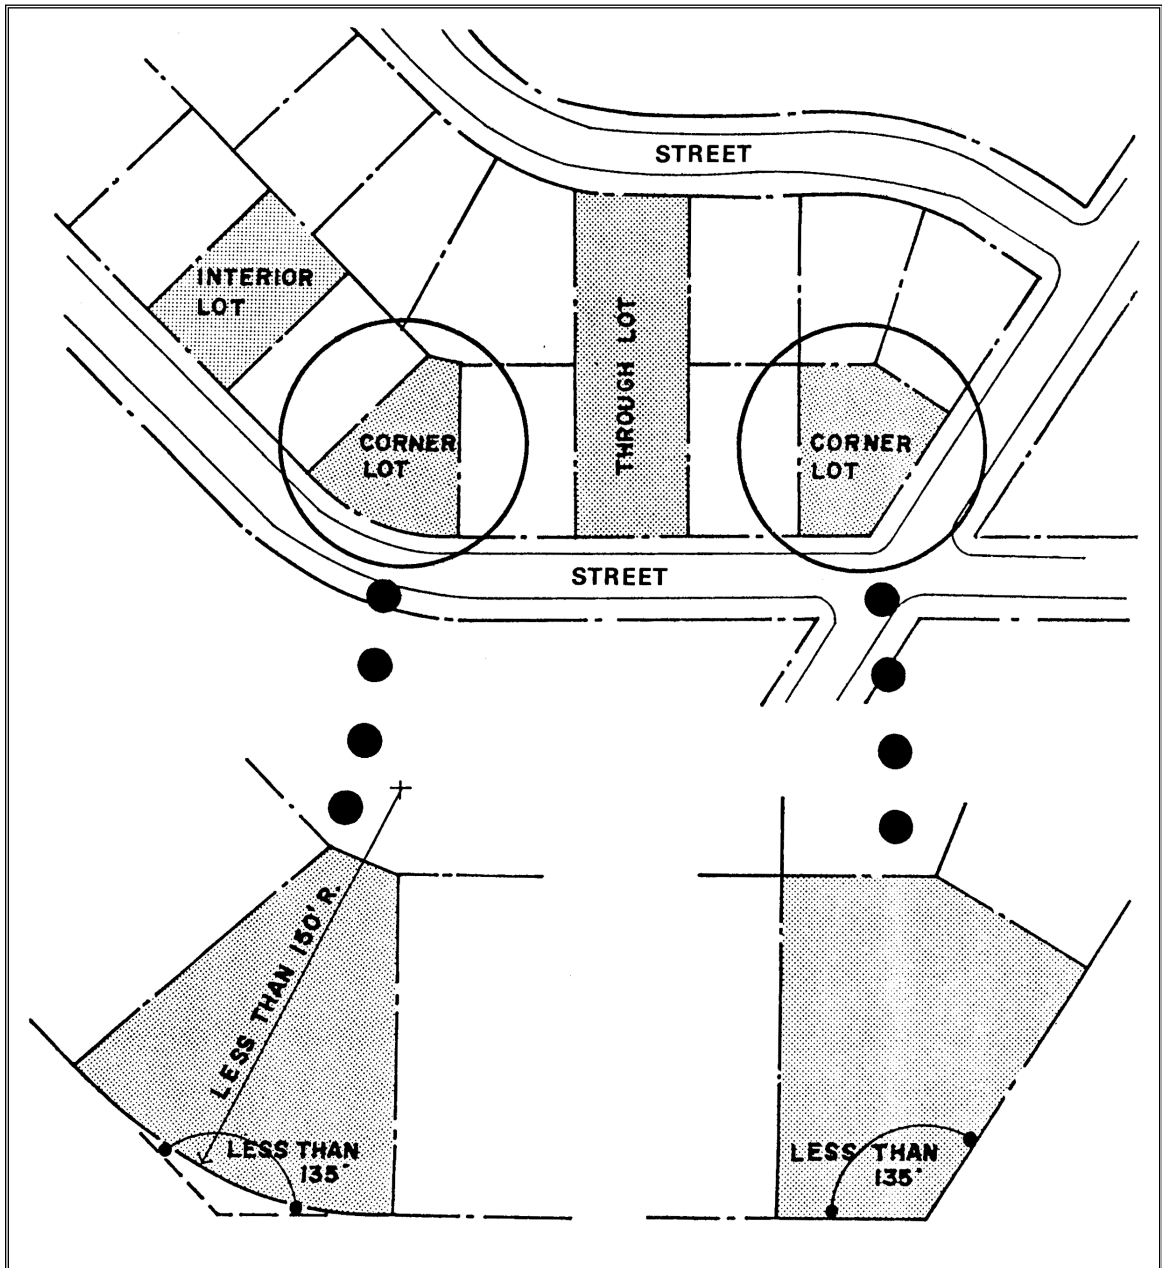 STREET
INTERIOR
LOT
THROUGH LOT
CORNER
LOT
CORNER
LOT
STREET
LESS THAN 150' R.
LESS THAN
135°
LESS THAN
135°